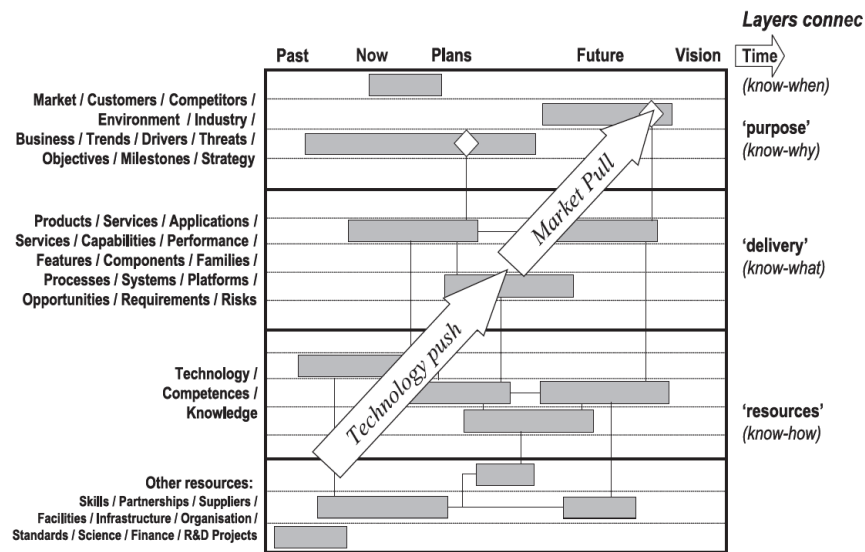 Layers connec
Past Now Plans Future Vision Time
(know-when)
Market / Customers / Competitors /
Environment / Industry /
Business / Trends / Drivers / Threats /
Objectives / Milestones / Strategy
'purpose'
(know-why)
Market Pull
Products / Services / Applications /
Services / Capabilities / Performance /
Features / Components / Families /
Processes / Systems / Platforms /
Opportunities / Requirements / Risks
'delivery'
(know-what)
Technology push
Technology /
Competences /
Knowledge
'resources'
(know-how)
Other resources:
Skills / Partnerships / Suppliers /
Facilities / Infrastructure / Organisation /
Standards / Science / Finance / R&D Projects